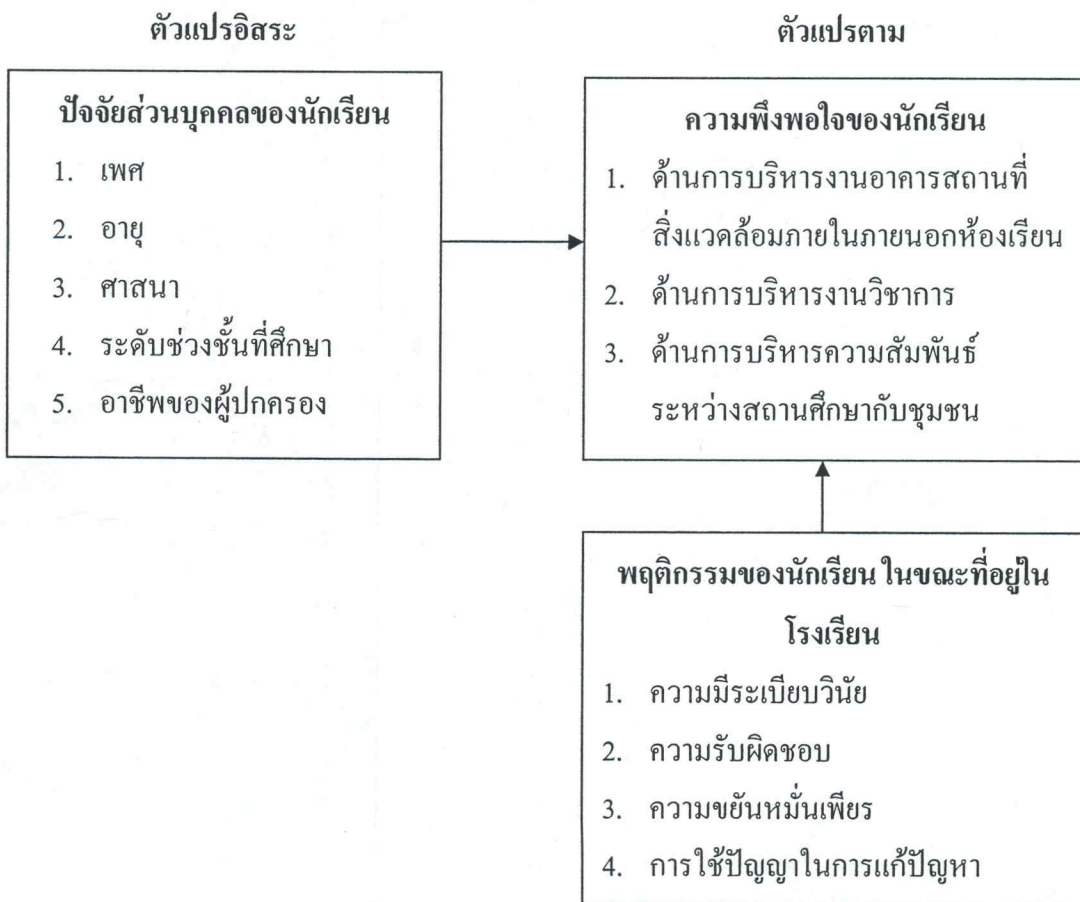 ตัวแปรอิสระ
ปัจจัยส่วนบุคคลของนักเรียน
1. เพศ
2. อายุ
3. ศาสนา
4. ระดับช่วงชั้นที่ศึกษา
5. อาชีพของผู้ปกครอง
ตัวแปรตาม
ความพึงพอใจของนักเรียน
1. ด้านการบริหารงานอาคารสถานที่
สิ่งแวดล้อมภายในภายนอกห้องเรียน
2. ด้านการบริหารงานวิชาการ
3. ด้านการบริหารความสัมพันธ์
ระหว่างสถานศึกษากับชุมชน
พฤติกรรมของนักเรียน ในขณะที่อยู่ใน
โรงเรียน
1. ความมีระเบียบวินัย
2. ความรับผิดชอบ
3. ความขยันหมั่นเพียร
4. การใช้ปัญญาในการแก้ปัญหา